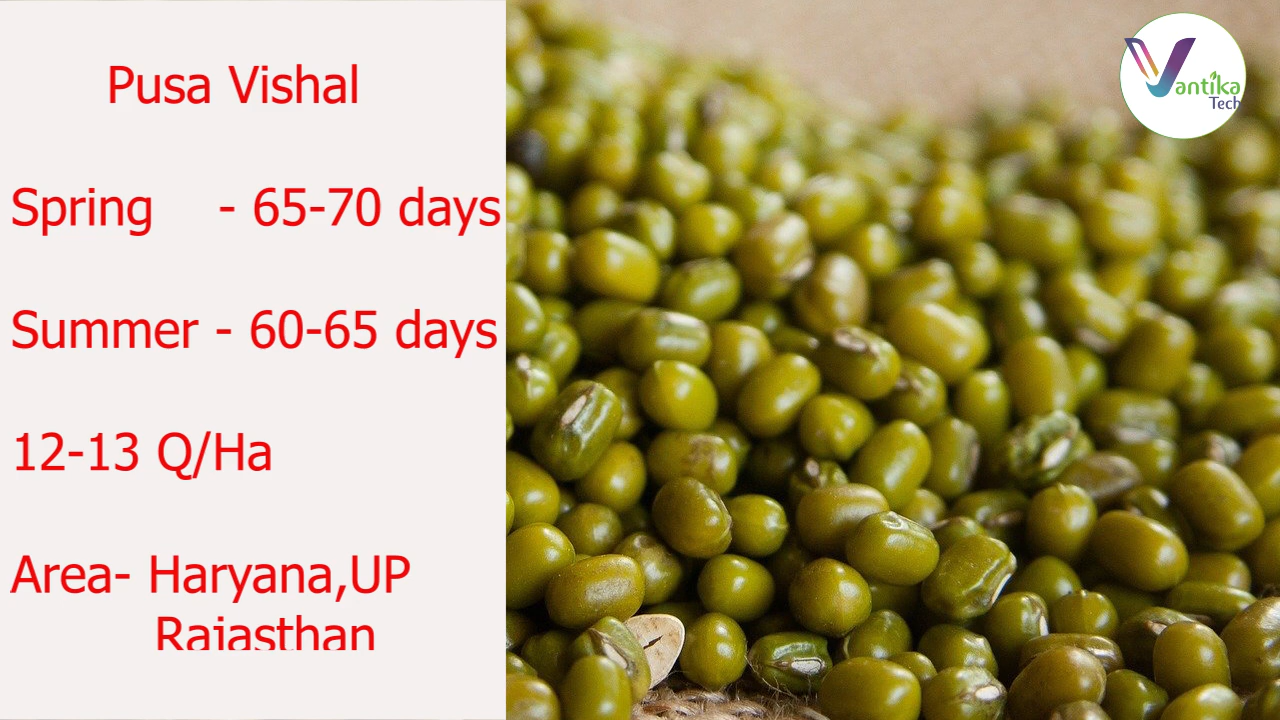 Pusa Vishal
Spring - 65-70 days
Summer - 60-65 days
12-13 Q/Ha
Area- Haryana,UP
Rajasthan
Vantika
Tech